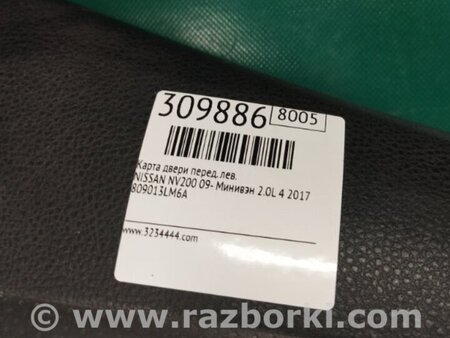 309886 8005
Карта двери перед.лев.
NISSAN NV200 09- Минивэн 2.0L 4 2017
809013LM6A
www.3234444.com
© www.razborki.com